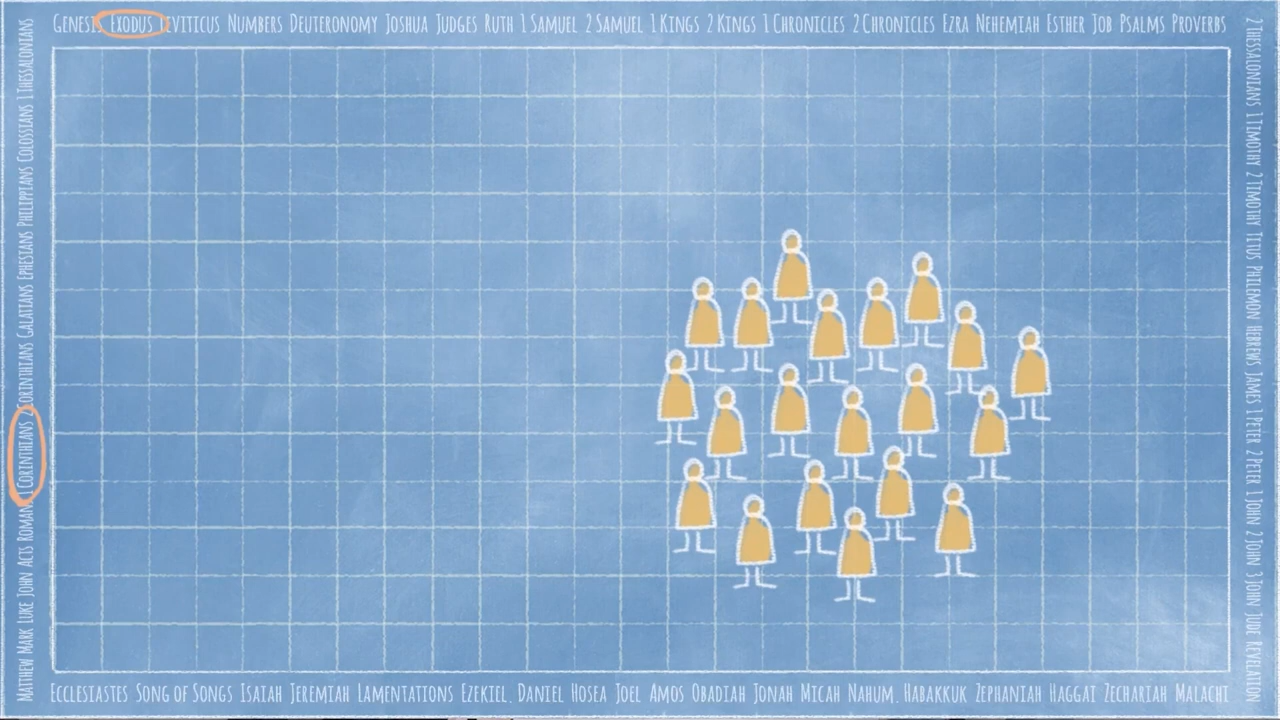 GENESIS EXODUS LEVITICUS NUMBERS DEUTERONOMY JOSHUA JUDGES RUTH 1 SAMUEL 2 SAMUEL 1 KINGS 2 KINGS 1 CHRONICLES 2 CHRONICLES EZRA NEHEMIAH ESTHER JOB PSALMS PROVERBS
ECCLESIASTES SONG OF SONGS ISAIAH JEREMIAH LAMENTATIONS EZEKIEL. DANIEL HOSEA JOEL AMOS OBADIAH JONAH MICAH NAHUM. HABAKKUK ZEPHANIAH HAGGAI ZECHARIAH MALACHI
MATTHEW MARK LUKE JOHN ACTS ROMANS 1 CORINTHIANS 2 CORINTHIANS GALATIANS EPHESIANS PHILIPPIANS COLOSSIANS 1 THESSALONIANS
2 THESSALONIANS 1 TIMOTHY 2 TIMOTHY TITUS PHILEMON HEBREWS JAMES 1 PETER 2 PETER 1 JOHN 2 JOHN 3 JOHN JUDE REVELATION